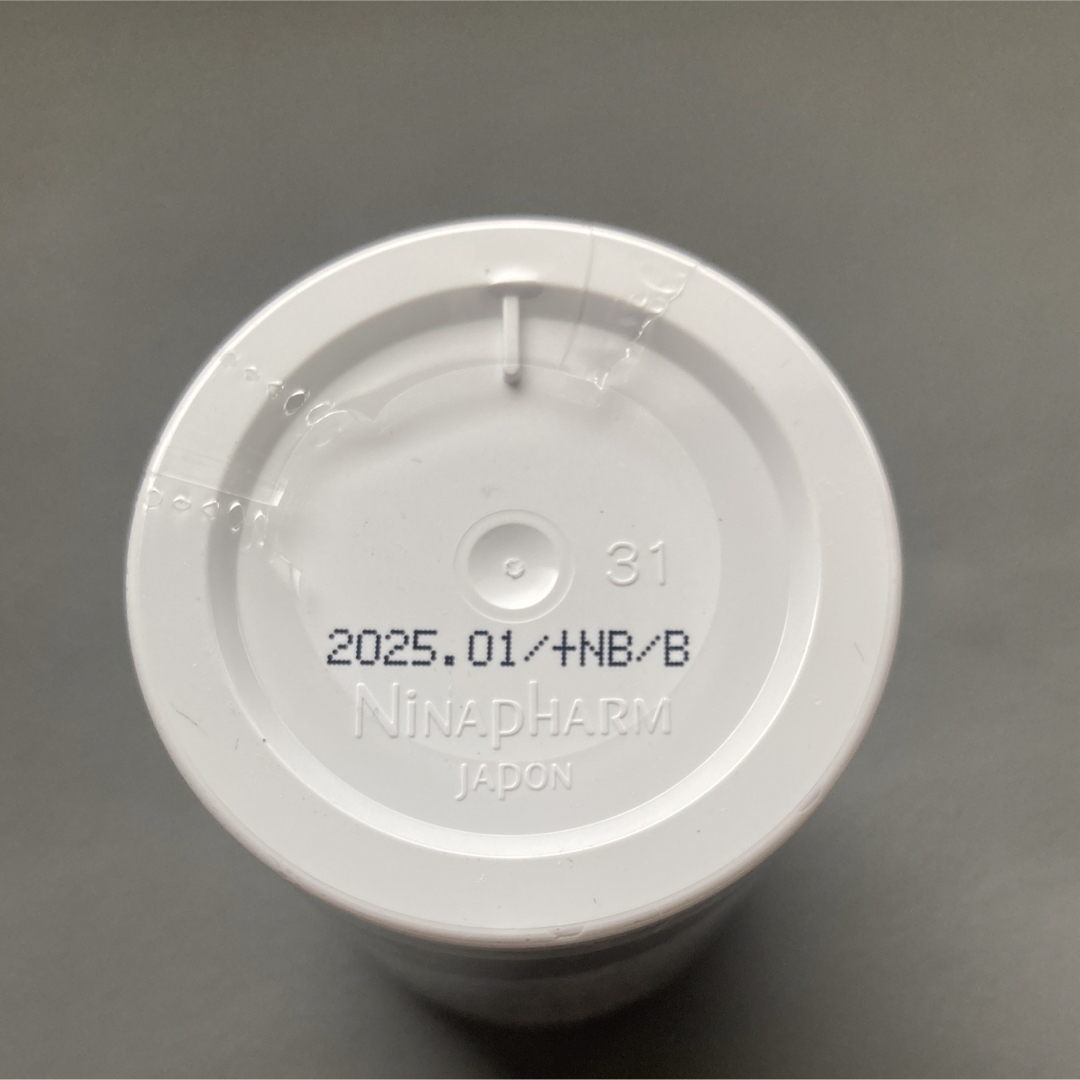 31
2025.01/+NB/B
NiNAPHARM
JAPON